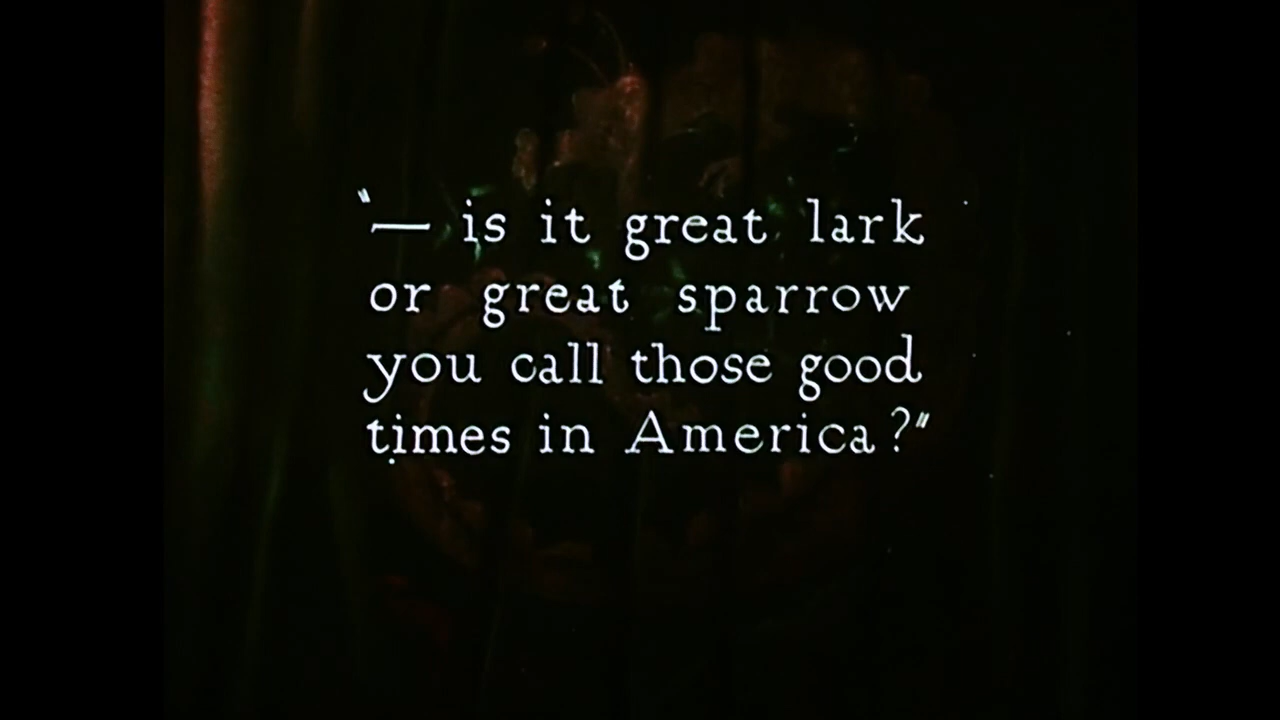 "— is it great lark
or great sparrow
you call those good
times in America?"